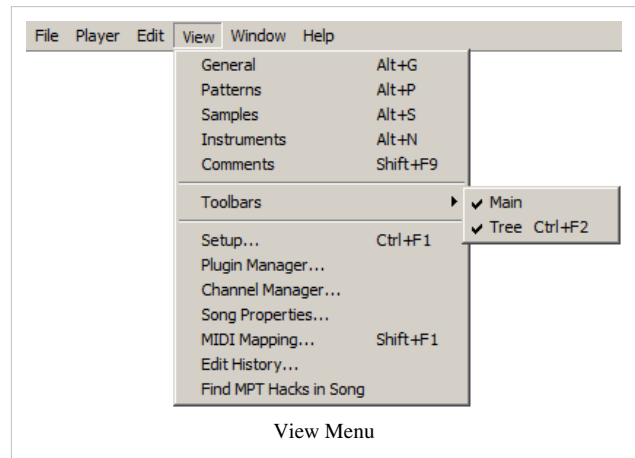 File Player Edit View Window Help
General Alt+G
Patterns Alt+P
Samples Alt+S
Instruments Alt+N
Comments Shift+F9
Toolbars
Main
Tree Ctrl+F2
Setup... Ctrl+F1
Plugin Manager...
Channel Manager...
Song Properties...
MIDI Mapping... Shift+F1
Edit History...
Find MPT Hacks in Song
View Menu